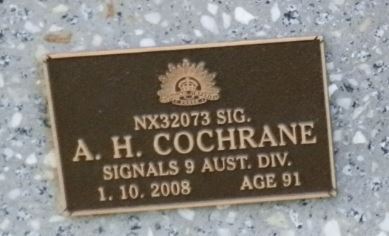 NX32073 SIG.
A. H. COCHRANE
SIGNALS 9 AUST. DIV.
1. 10. 2008 AGE 91